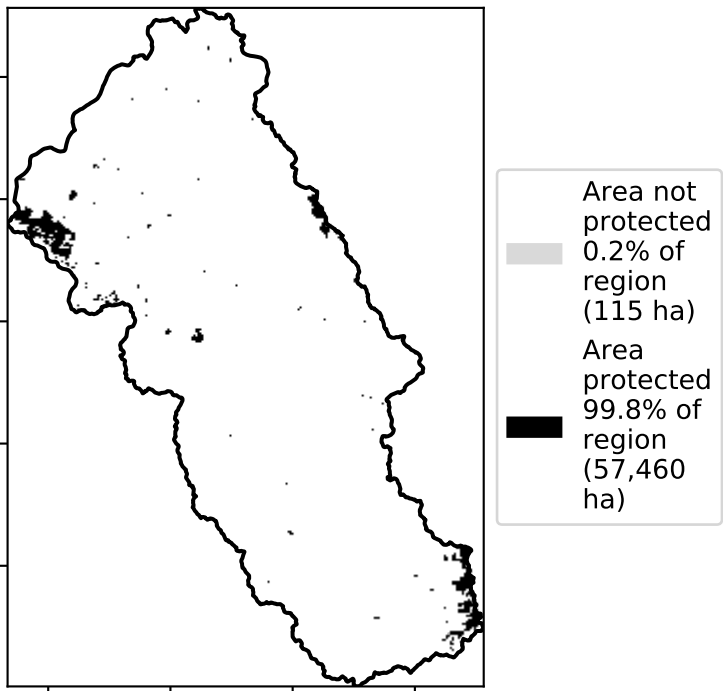 Area not
protected
0.2% of
region
(115 ha)
Area
protected
99.8% of
region
(57,460
ha)